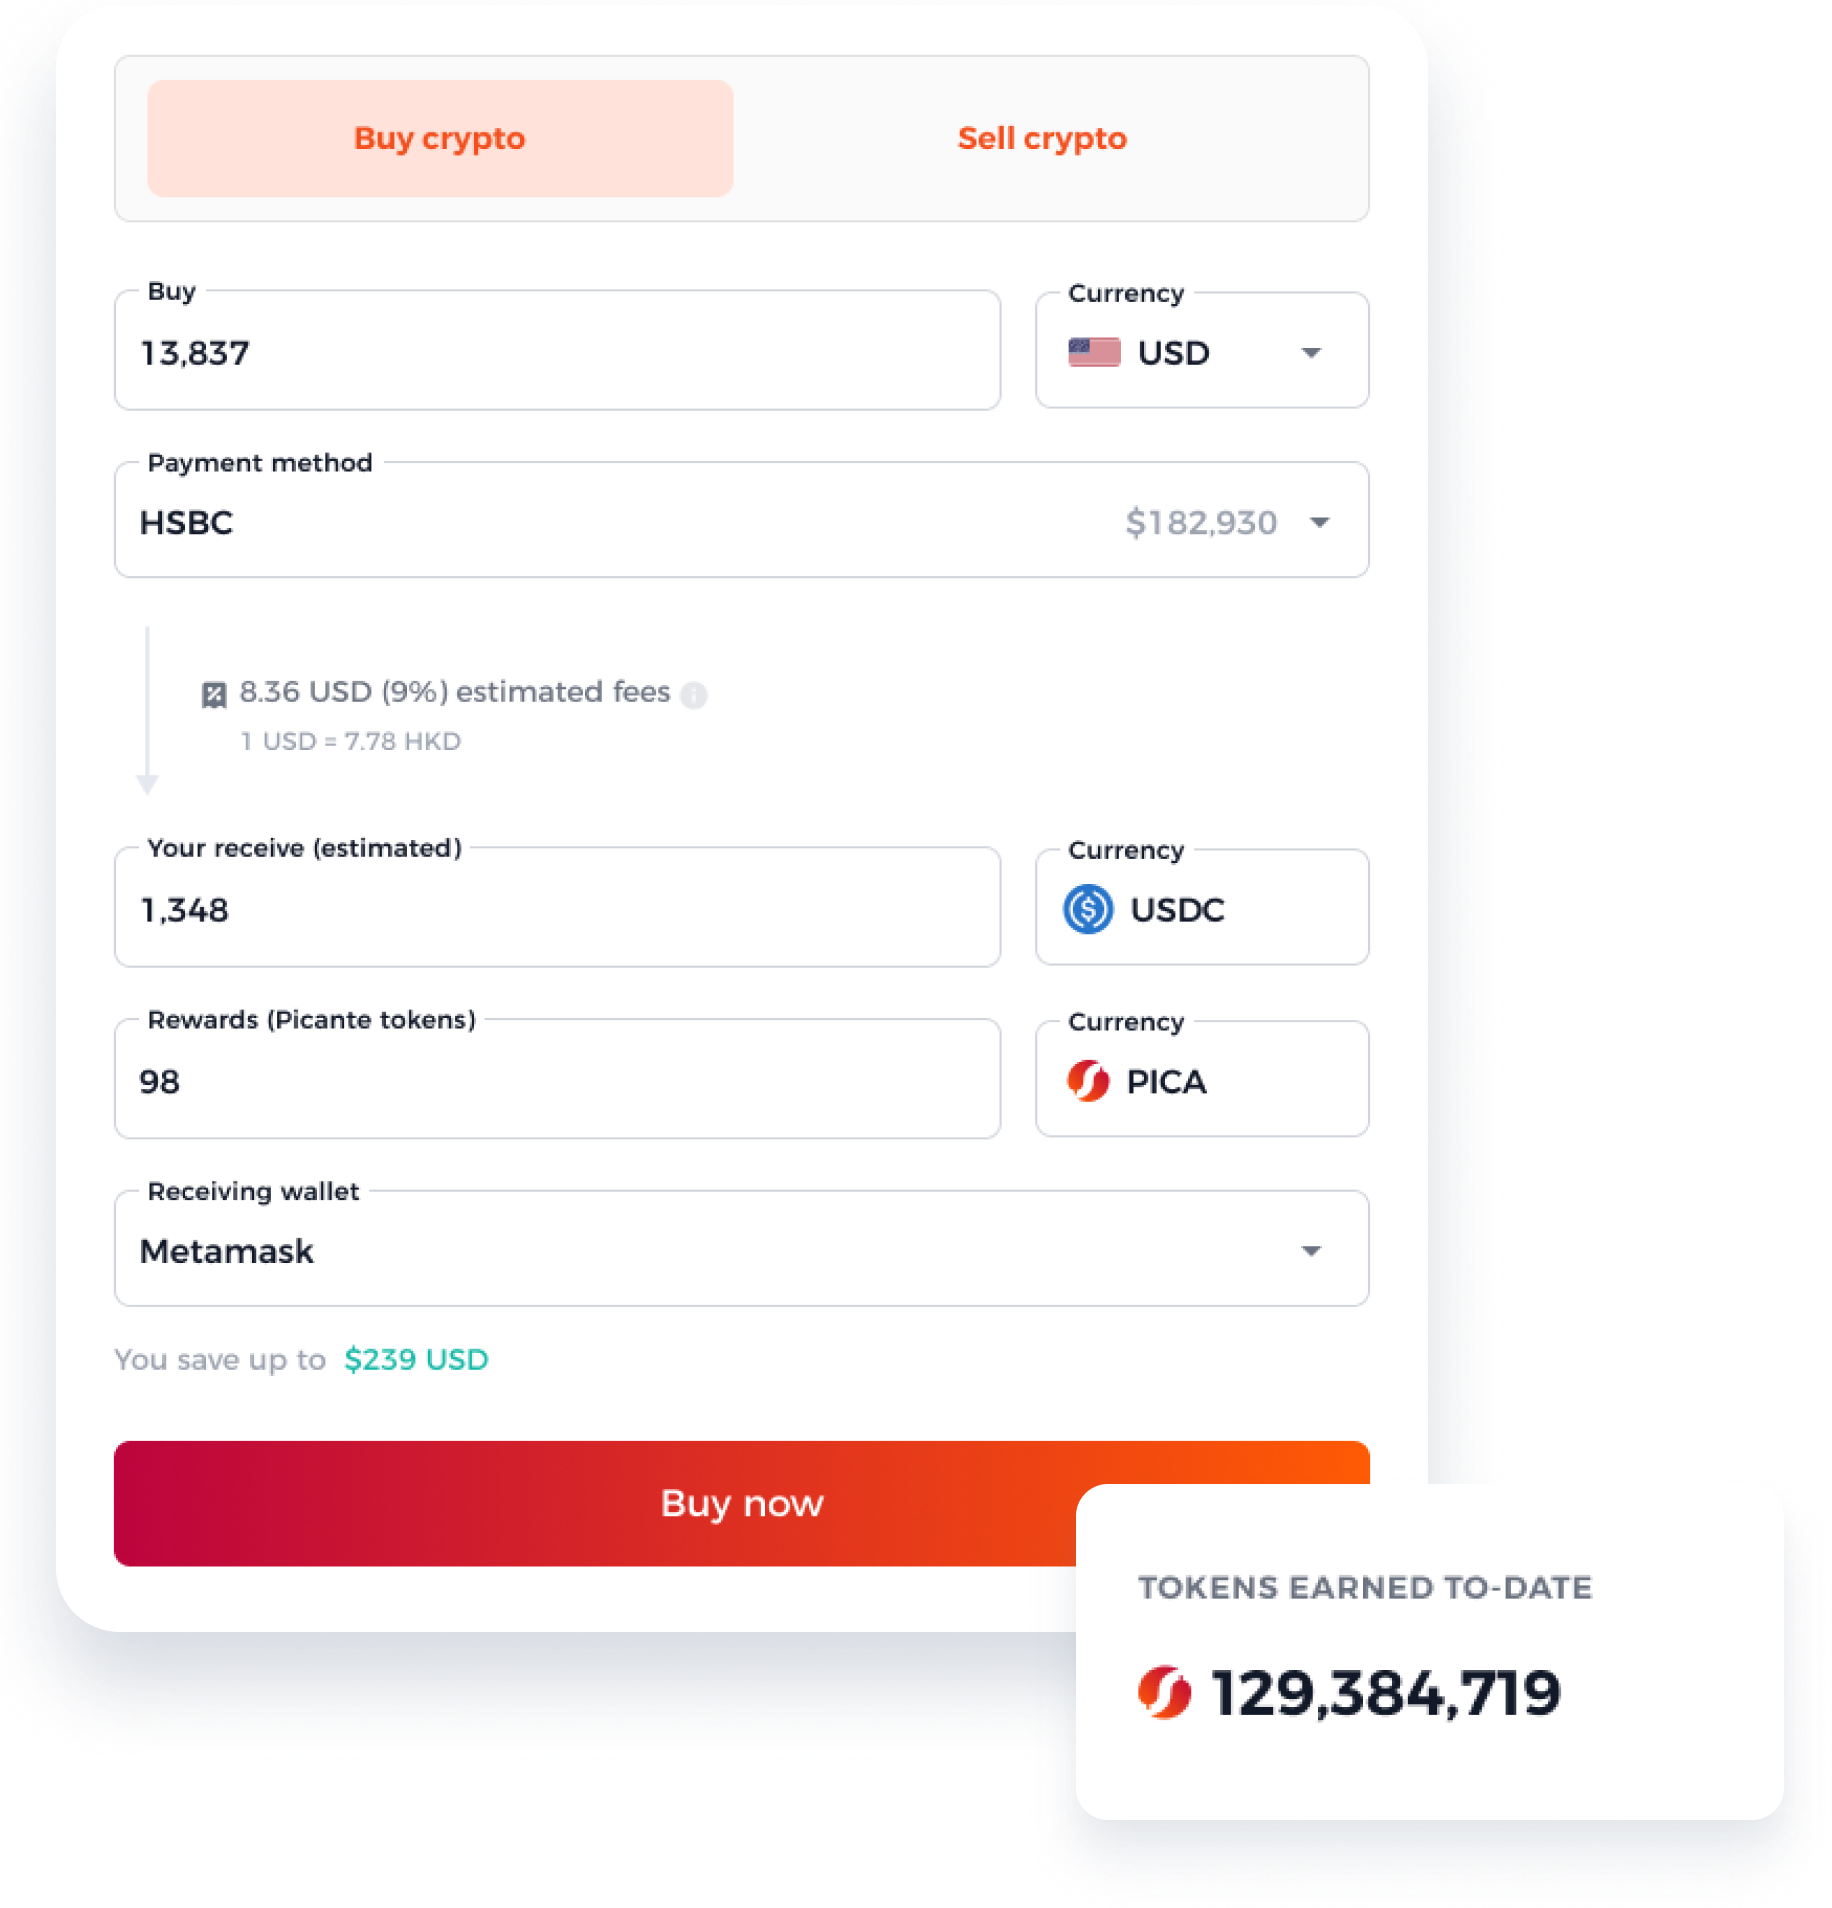 Buy crypto
Sell crypto
Buy
Currency
13,837
USD
Payment method
HSBC
$182,930
8.36 USD (9%) estimated fees
1 USD = 7.78 HKD
Your receive (estimated)
Currency
1,348
USDC
Rewards (Picante tokens)
Currency
98
PICA
Receiving wallet
Metamask
You save up to $239 USD
Buy now
TOKENS EARNED TO-DATE
129,384,719